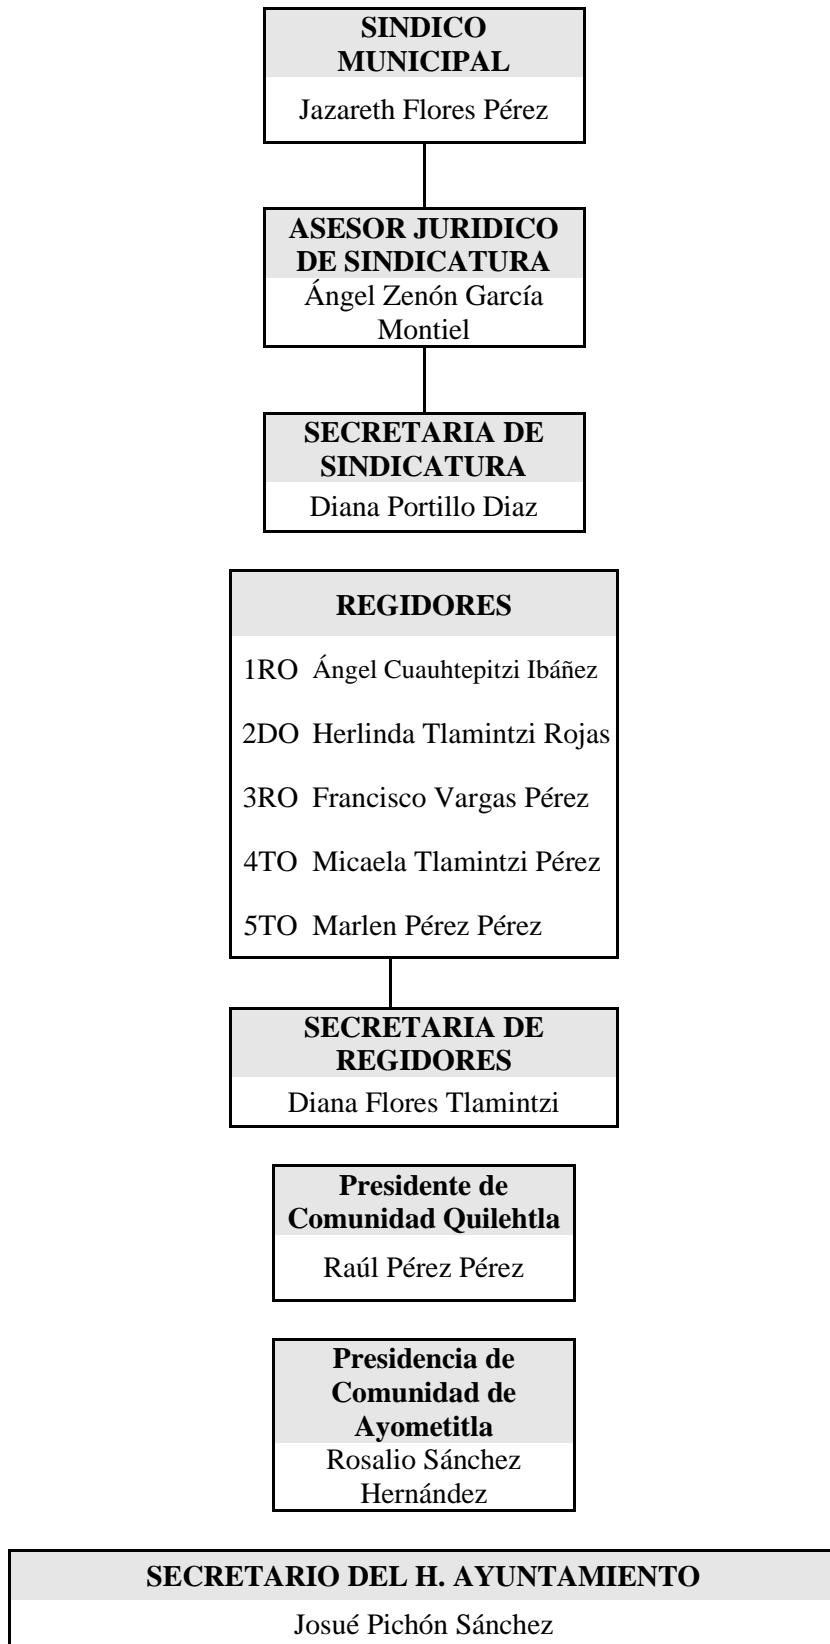 SINDICO
MUNICIPAL
Jazareth Flores Pérez
ASESOR JURIDICO
DE SINDICATURA
Ángel Zenón García
Montiel
SECRETARIA DE
SINDICATURA
Diana Portillo Diaz
REGIDORES
1RO Ángel Cuauhtepitzi Ibáñez
2DO Herlinda Tlamintzi Rojas
3RO Francisco Vargas Pérez
4TO Micaela Tlamintzi Pérez
5TO Marlen Pérez Pérez
SECRETARIA DE
REGIDORES
Diana Flores Tlamintzi
Presidente de
Comunidad Quilehtla
Raúl Pérez Pérez
Presidencia de
Comunidad de
Ayometitla
Rosalio Sánchez
Hernández
SECRETARIO DEL H. AYUNTAMIENTO
Josué Pichón Sánchez